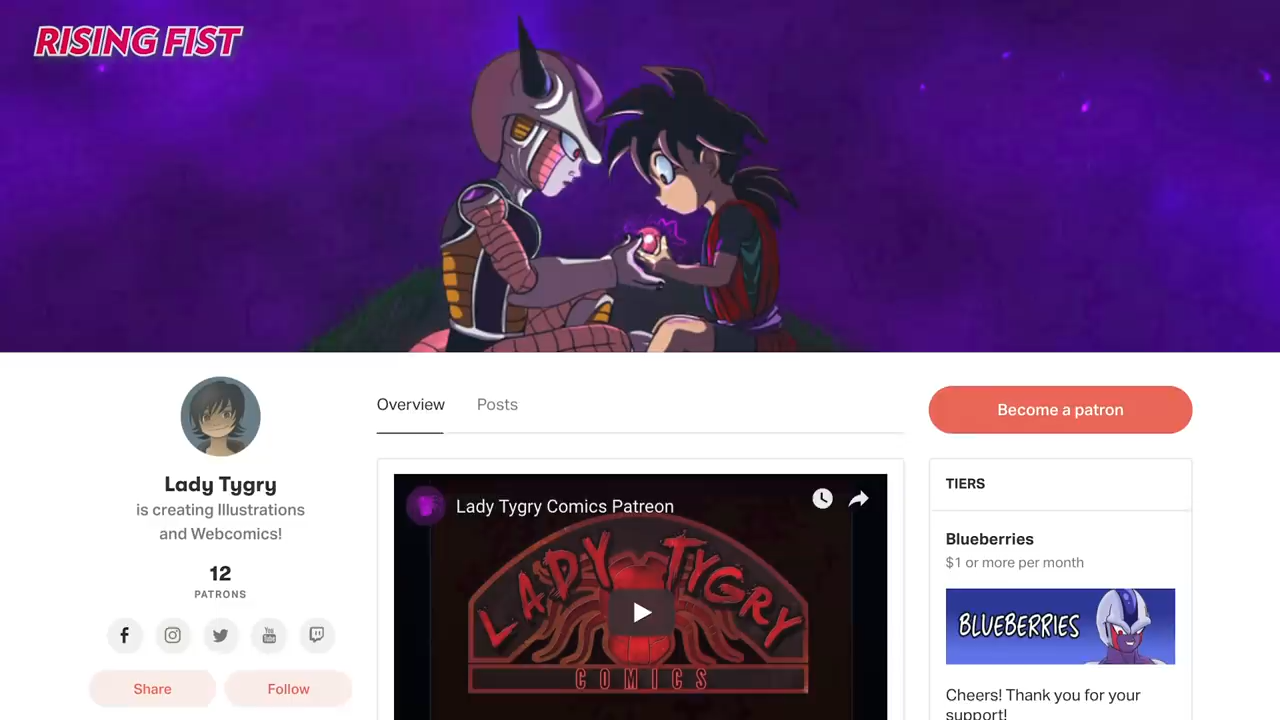 RISING FIST
Lady Tygry
is creating Illustrations
and Webcomics!
12
PATRONS
Share
Follow
Overview
Posts
Lady Tygry Comics Patreon
LADY TYGRY
COMICS
Become a patron
TIERS
Blueberries
$1 or more per month
BLUEBERRIES
Cheers! Thank you for your
support!